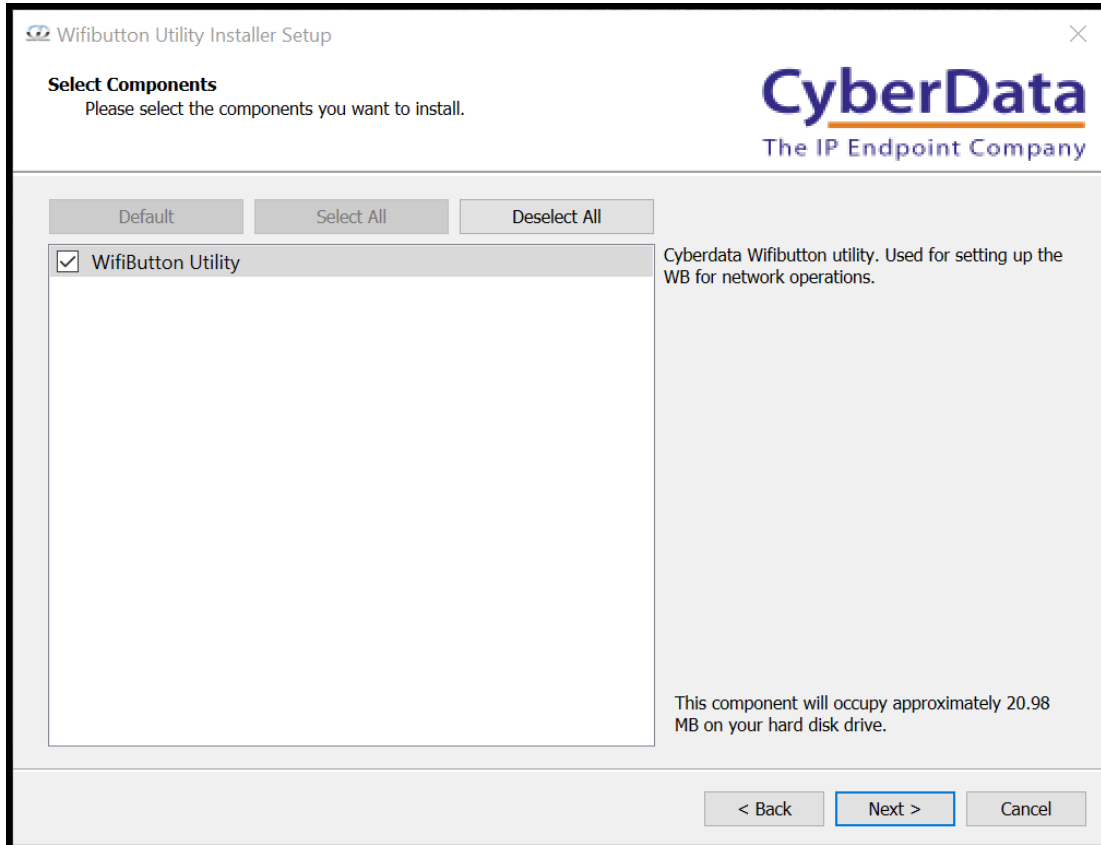 Wifibutton Utility Installer Setup
Select Components
Please select the components you want to install.
CyberData
The IP Endpoint Company
Default
Select All
Deselect All
WifiButton Utility
Cyberdata Wifibutton utility. Used for setting up the
WB for network operations.
This component will occupy approximately 20.98
MB on your hard disk drive.
< Back
Next >
Cancel